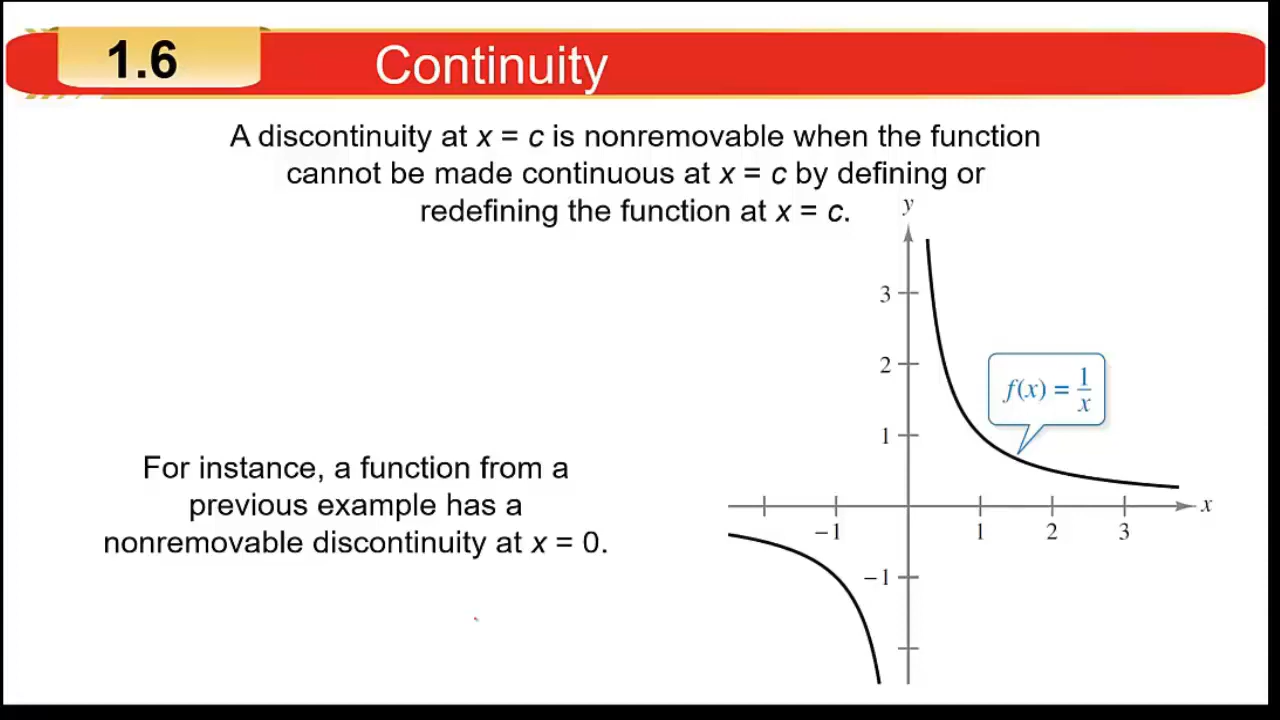 1.6
Continuity
A discontinuity at x = c is nonremovable when the function
cannot be made continuous at x = c by defining or
redefining the function at x = c.
y
3
2
f(x) = 1/x
1
For instance, a function from a
previous example has a
nonremovable discontinuity at x = 0.
x
−1
1
2
3
−1